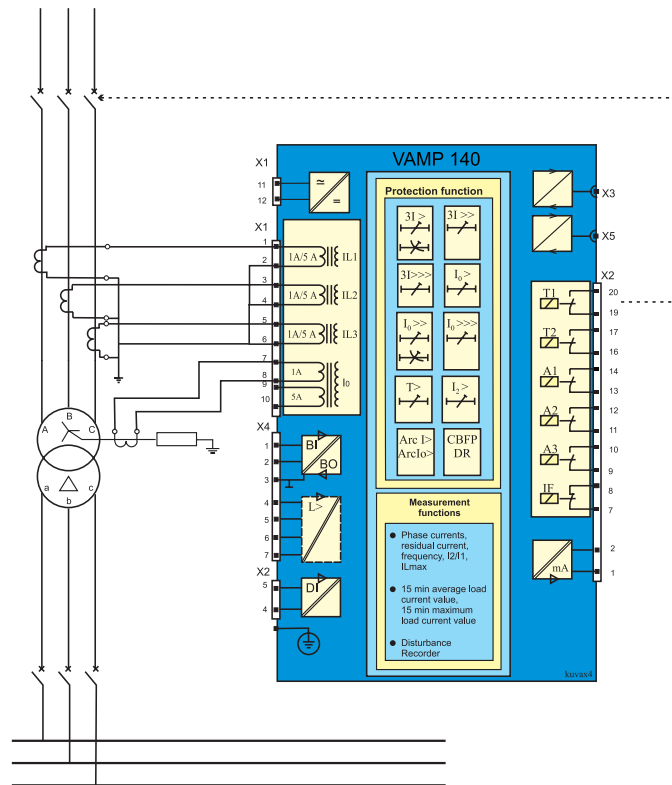 VAMP 140
X1
11
12
≃
=
X3
X5
Protection function
3I >
3I >>
3I>>>
I0 >
I0 >>
I0 >>>
T>
I2 >
Arc I>
ArcIo>
CBFP
DR
X1
1
2
3
4
5
6
7
8
9
10
1A/5 A
IL1
1A/5 A
IL2
1A/5 A
IL3
1A
5A
I0
X2
20
19
17
16
14
13
12
11
10
9
8
7
T1
T2
A1
A2
A3
IF
A
B
C
a
b
c
X4
1
2
3
4
5
6
7
BI
BO
L>
X2
5
4
DI
mA
2
1
Measurement
functions
● Phase currents,
residual current,
frequency, I2/I1,
ILmax
● 15 min average load
current value,
15 min maximum
load current value
● Disturbance
Recorder
kuvax4